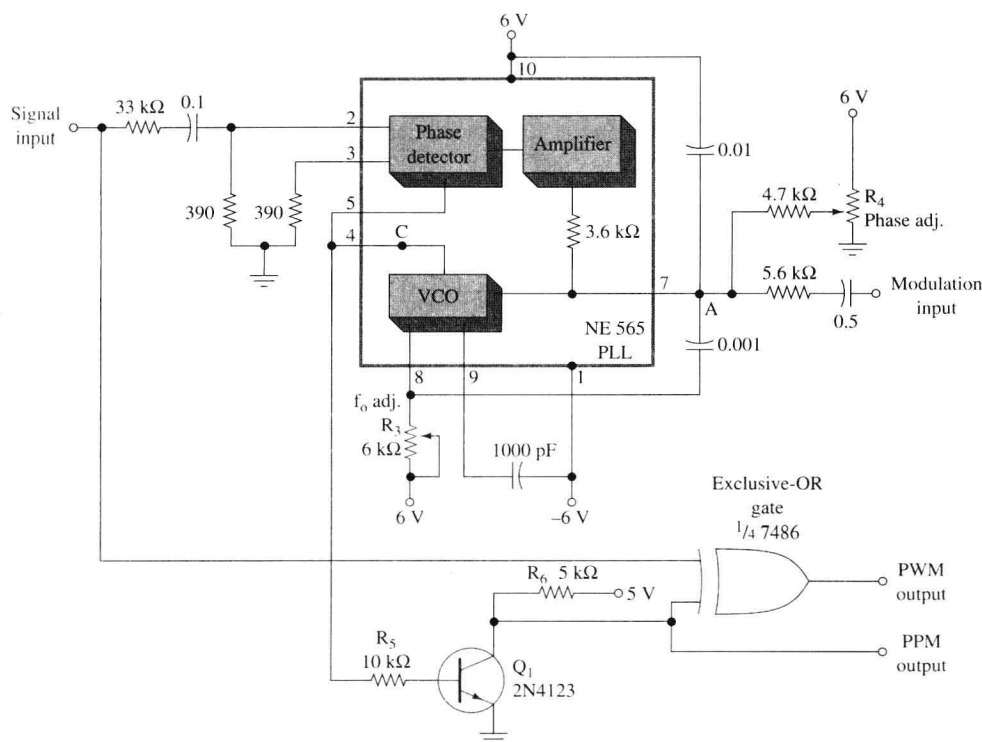 6 V
10
Signal
input
33 kΩ
0.1
2
3
5
4
Phase
detector
Amplifier
6 V
0.01
4.7 kΩ
R4
Phase adj.
390
390
C
3.6 kΩ
VCO
7
A
5.6 kΩ
0.5
Modulation
input
NE 565
PLL
0.001
8
9
1
fo adj.
R3
6 kΩ
1000 pF
6 V
–6 V
Exclusive-OR
gate
1/4 7486
R6 5 kΩ
5 V
PWM
output
PPM
output
R5
10 kΩ
Q1
2N4123